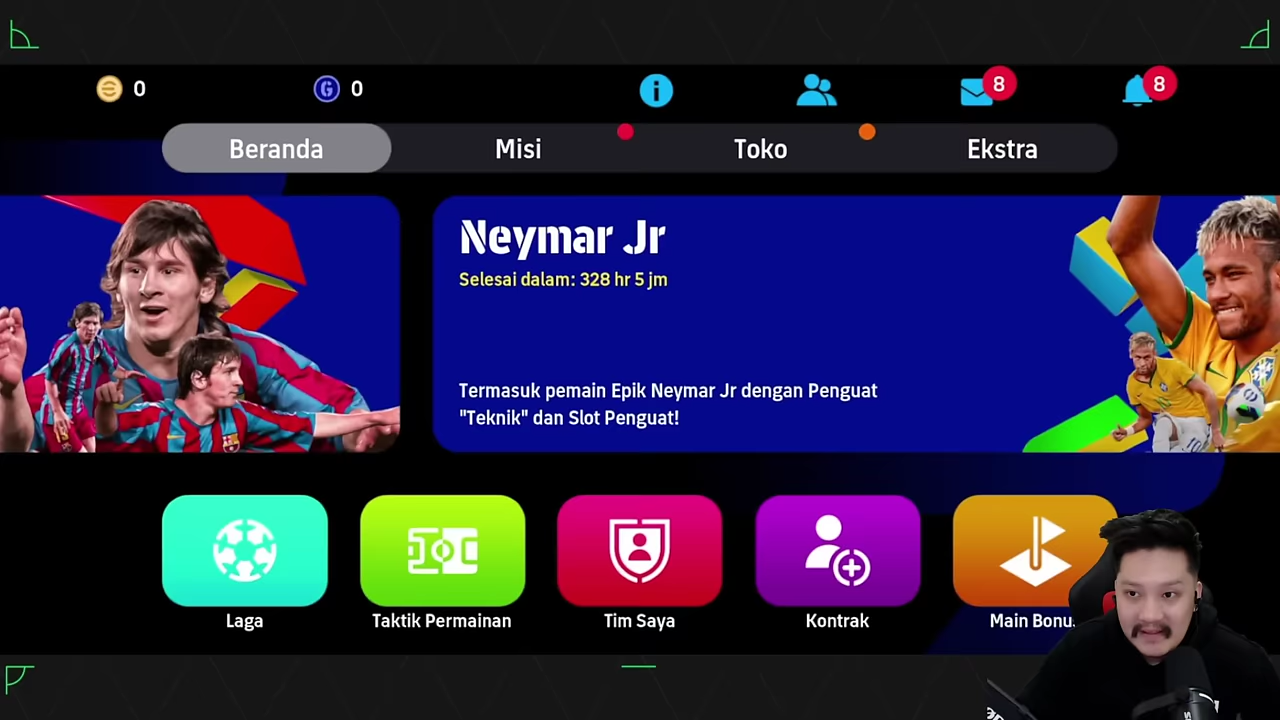 0
0
8
8
Beranda
Misi
Toko
Ekstra
Neymar Jr
Selesai dalam: 328 hr 5 jm
Termasuk pemain Epik Neymar Jr dengan Penguat
"Teknik" dan Slot Penguat!
Laga
Taktik Permainan
Tim Saya
Kontrak
Main Bonu